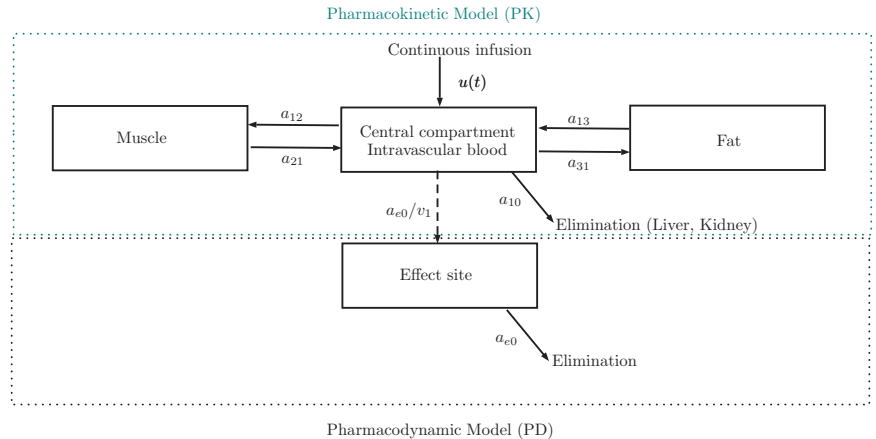 Pharmacokinetic Model (PK)
Continuous infusion
u(t)
a12
a13
Muscle
Central compartment
Intravascular blood
Fat
a21
a31
ae0/v1
a10
Elimination (Liver, Kidney)
Effect site
ae0
Elimination
Pharmacodynamic Model (PD)